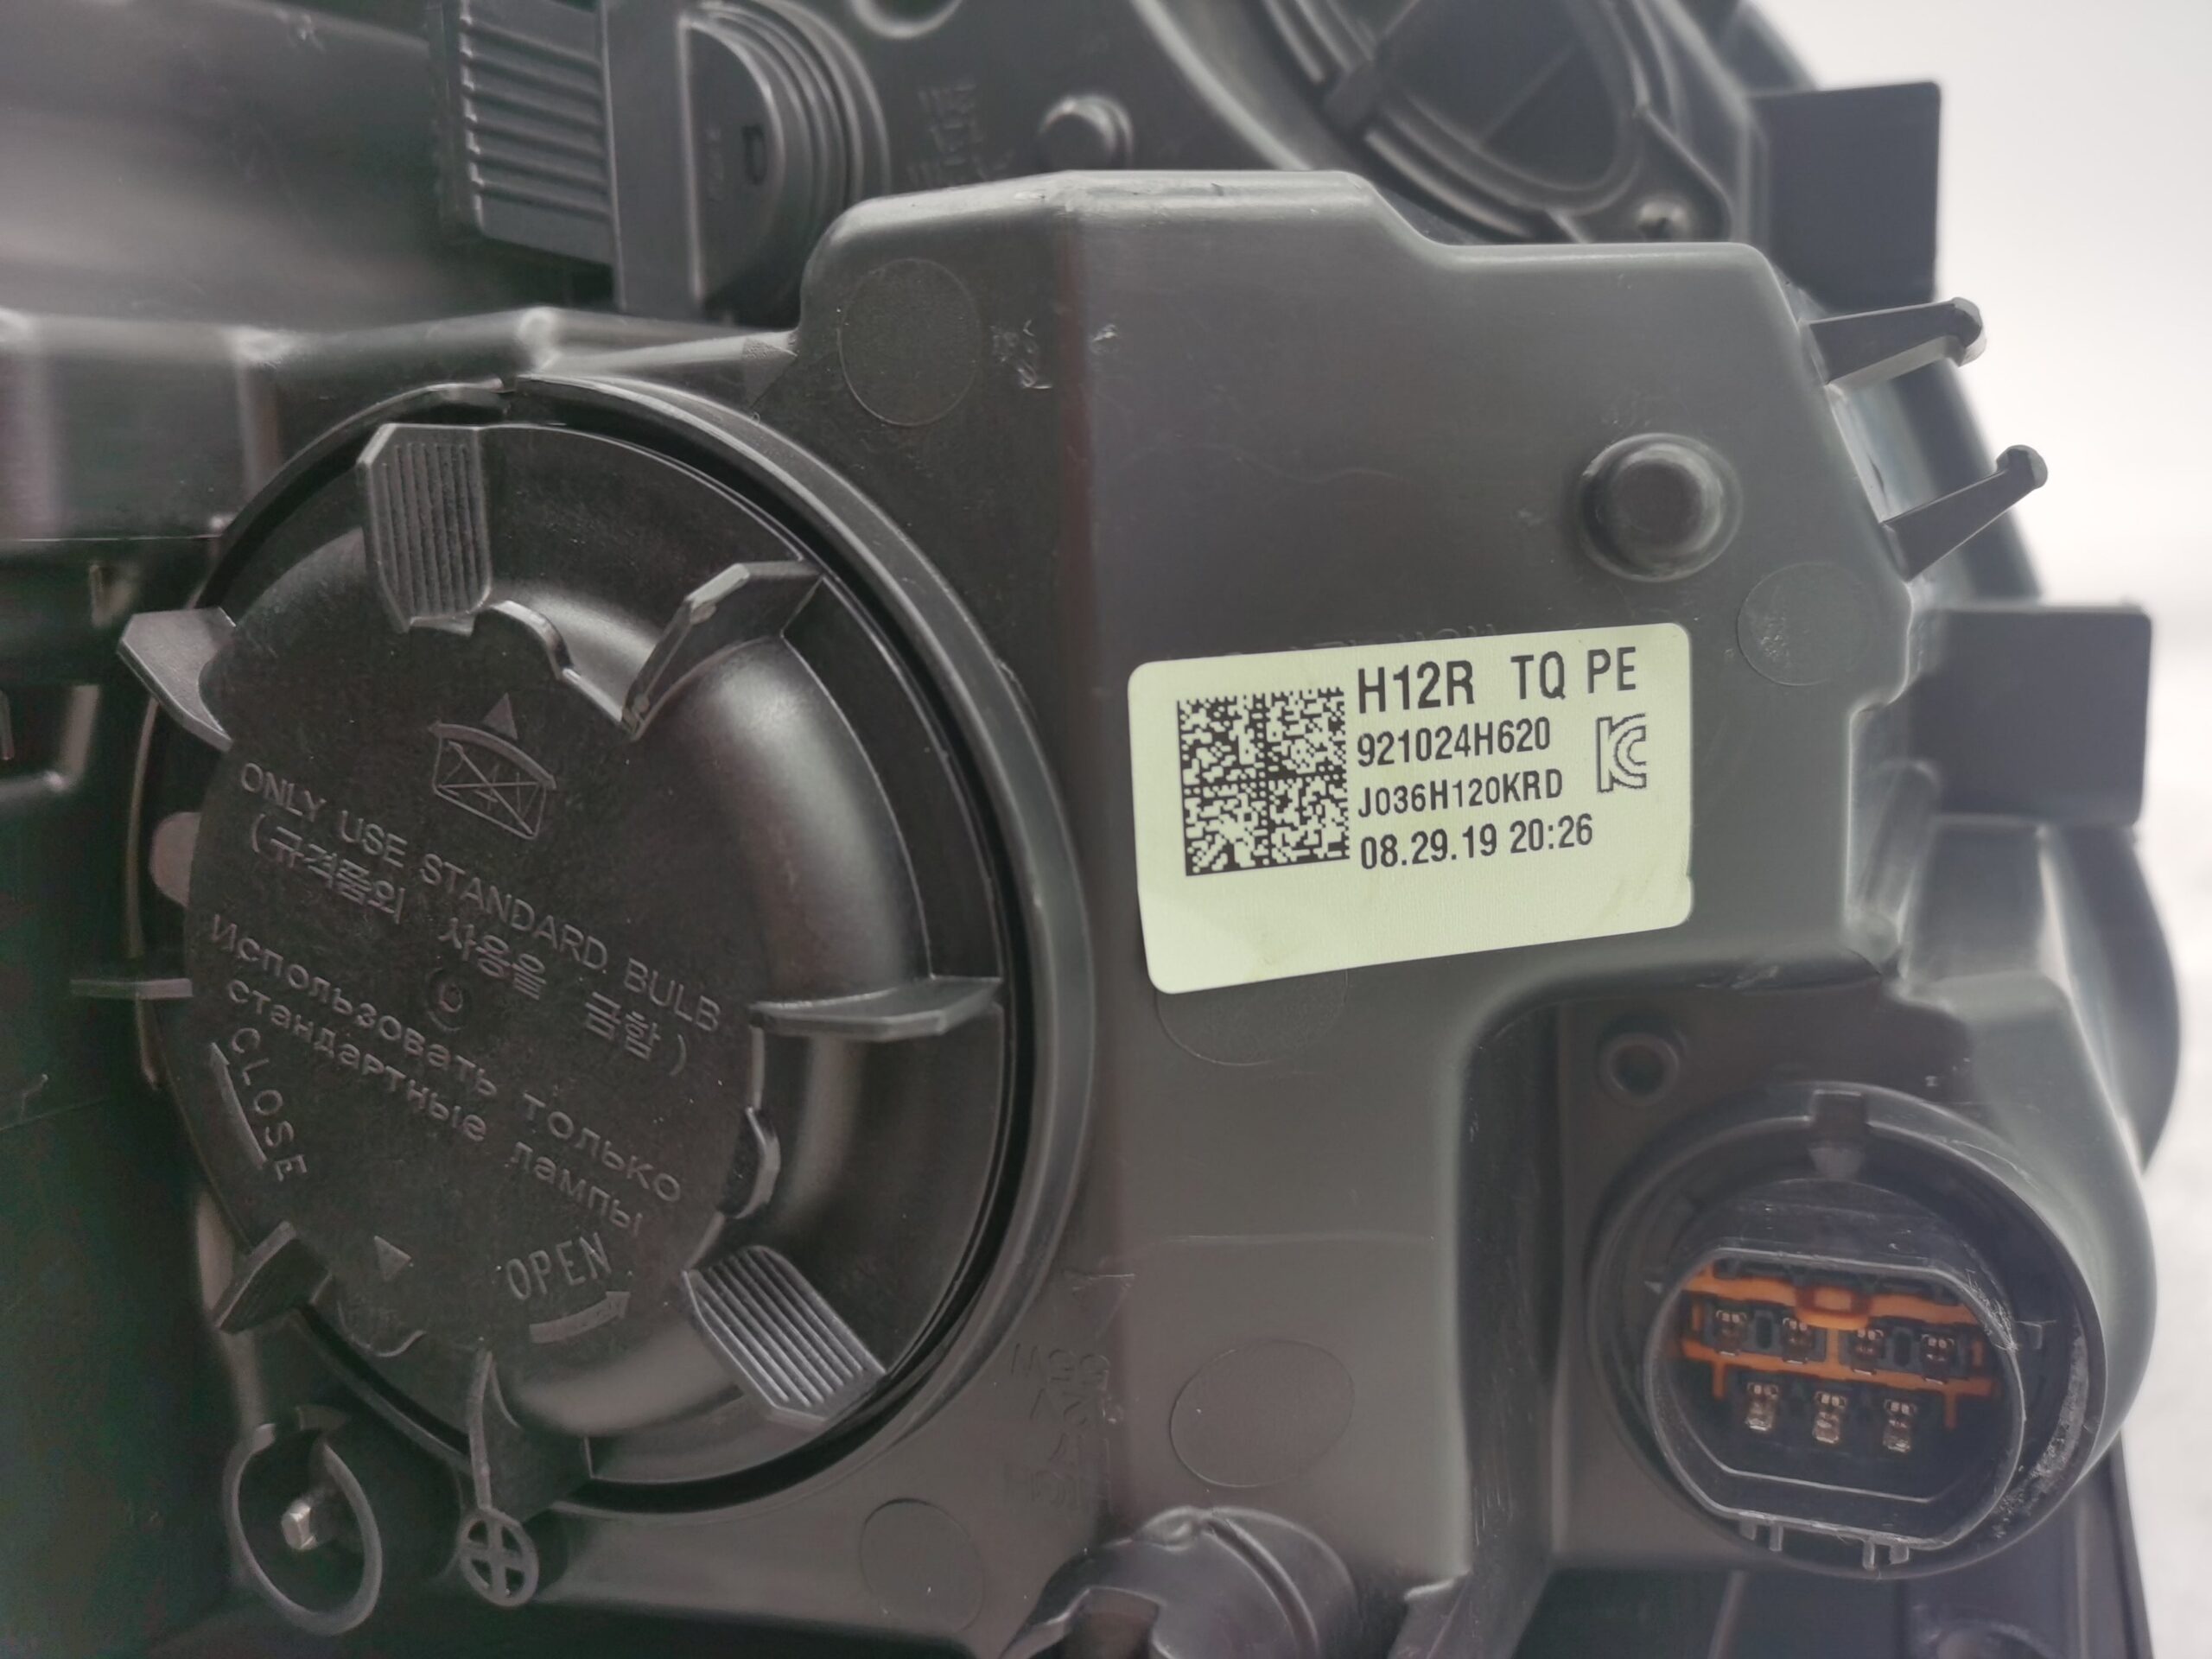 H12R TQ PE
921024H620
J036H120KRD
08.29.19 20:26
KC
ONLY USE STANDARD BULB
(규격품외 사용을 금함)
Использовать только
стандартные лампы
CLOSE
OPEN